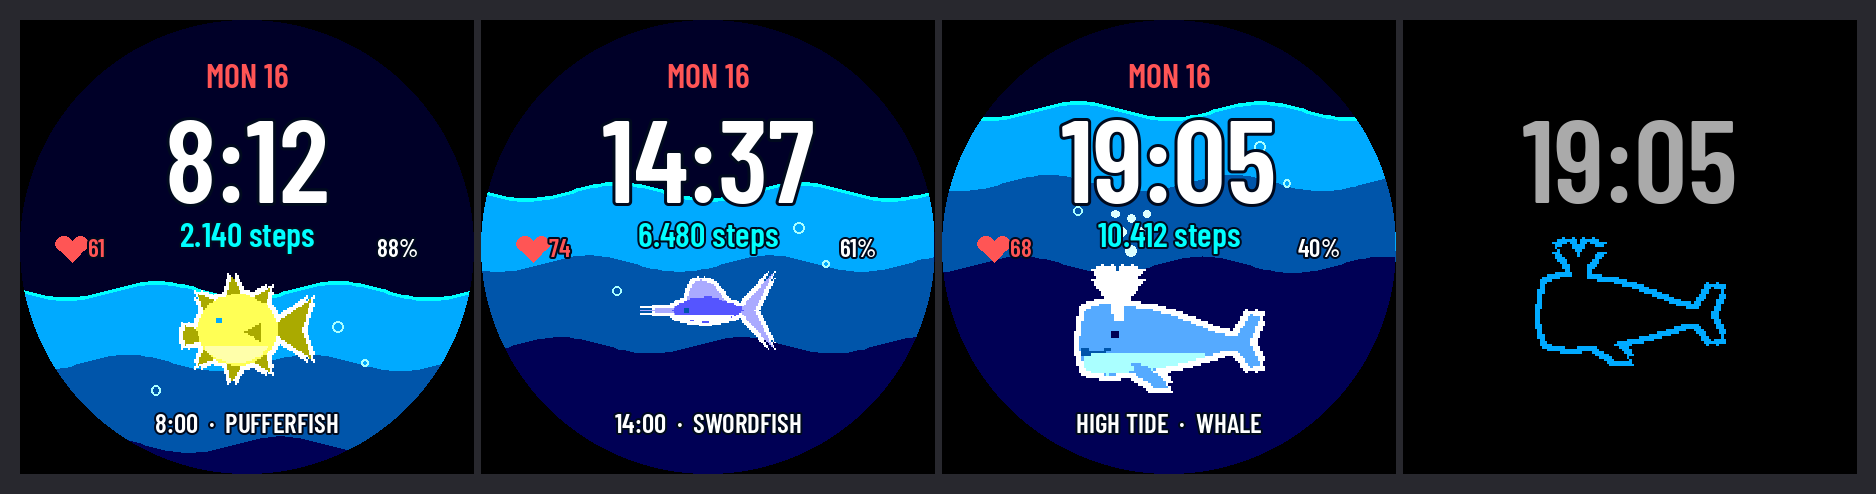 MON 16
8:12
2.140 steps
61
88%
8:00 · PUFFERFISH
MON 16
14:37
6.480 steps
74
61%
14:00 · SWORDFISH
MON 16
19:05
10.412 steps
68
40%
HIGH TIDE · WHALE
19:05